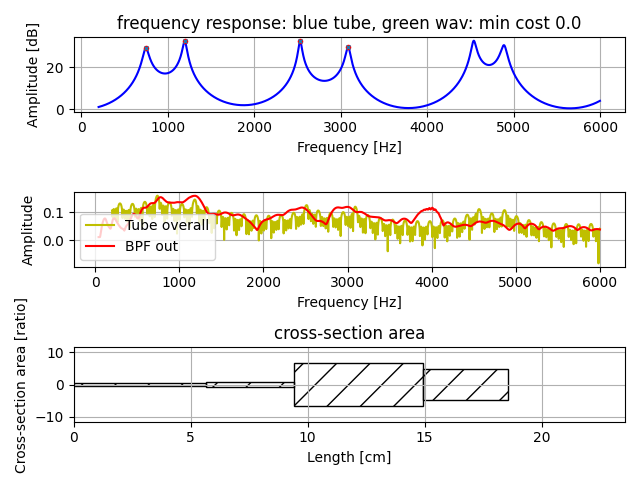 frequency response: blue tube, green wav: min cost 0.0
Amplitude [dB]
20
0
0 1000 2000 3000 4000 5000 6000
Frequency [Hz]
Amplitude
0.1
0.0
Tube overall
BPF out
0 1000 2000 3000 4000 5000 6000
Frequency [Hz]
cross-section area
Cross-section area [ratio]
10
0
−10
0 5 10 15 20
Length [cm]